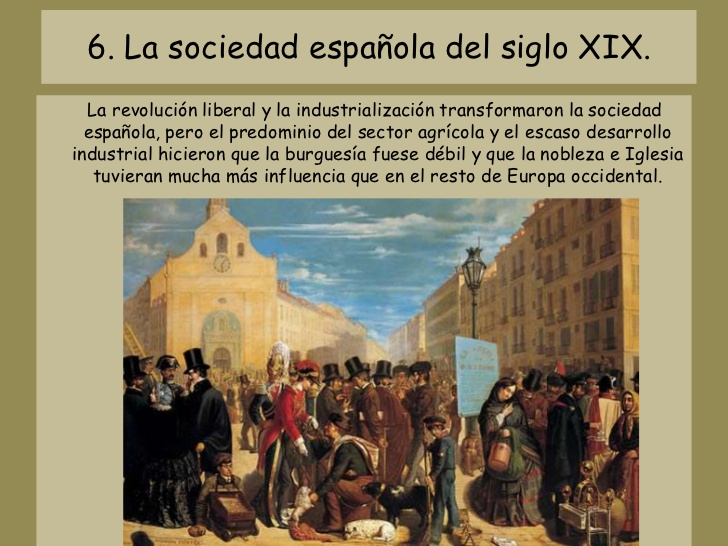 6. La sociedad española del siglo XIX.
La revolución liberal y la industrialización transformaron la sociedad
española, pero el predominio del sector agrícola y el escaso desarrollo
industrial hicieron que la burguesía fuese débil y que la nobleza e Iglesia
tuvieran mucha más influencia que en el resto de Europa occidental.